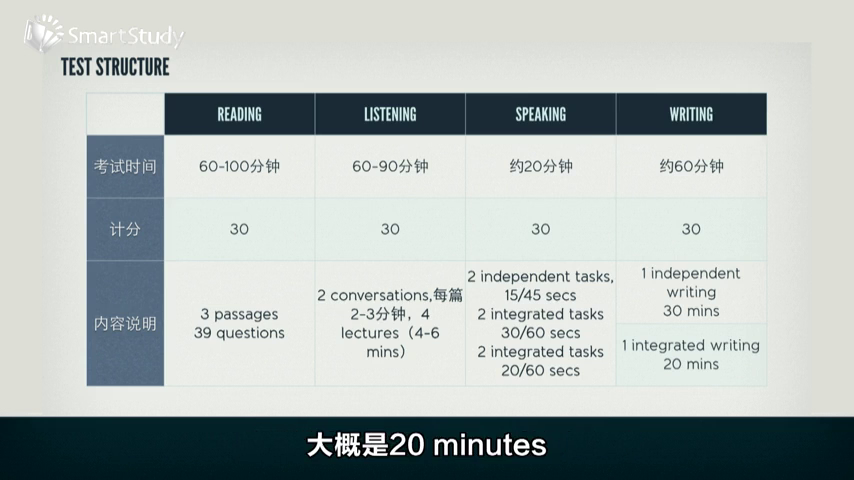 SmartStudy
TEST STRUCTURE
READING LISTENING SPEAKING WRITING
考试时间 60-100分钟 60-90分钟 约20分钟 约60分钟
计分 30 30 30 30
内容说明
3 passages
39 questions
2 conversations,每篇
2-3分钟，4
lectures（4-6
mins）
2 independent tasks,
15/45 secs
2 integrated tasks
30/60 secs
2 integrated tasks
20/60 secs
1 independent
writing
30 mins
1 integrated writing
20 mins
大概是20 minutes